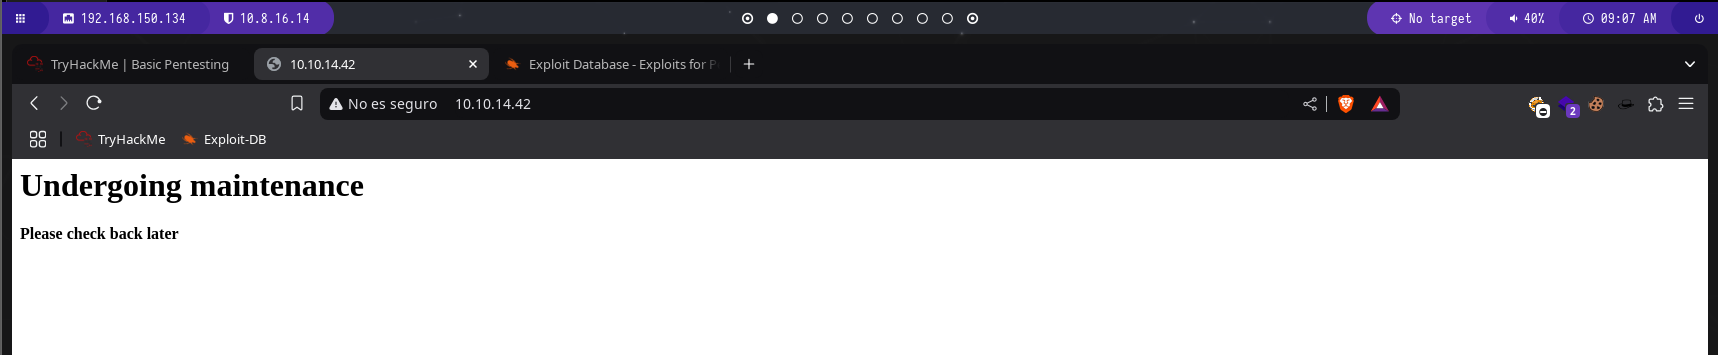 192.168.150.134 10.8.16.14 No target 40% 09:07 AM
TryHackMe | Basic Pentesting 10.10.14.42 Exploit Database - Exploits for
No es seguro 10.10.14.42 2
TryHackMe Exploit-DB
Undergoing maintenance
Please check back later